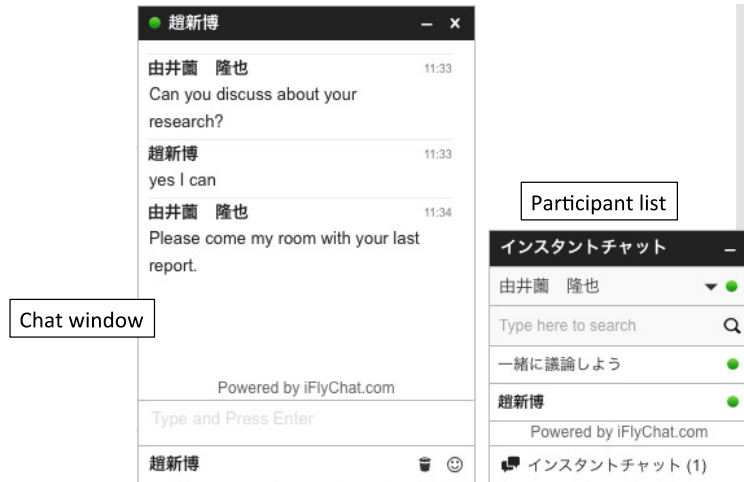 趙新博
由井薗　隆也 11:33
Can you discuss about your
research?
趙新博 11:33
yes I can
由井薗　隆也 11:34
Please come my room with your last
report.
Chat window
Powered by iFlyChat.com
Type and Press Enter
趙新博
Participant list
インスタントチャット
由井薗　隆也
Type here to search
一緒に議論しよう
趙新博
Powered by iFlyChat.com
インスタントチャット (1)